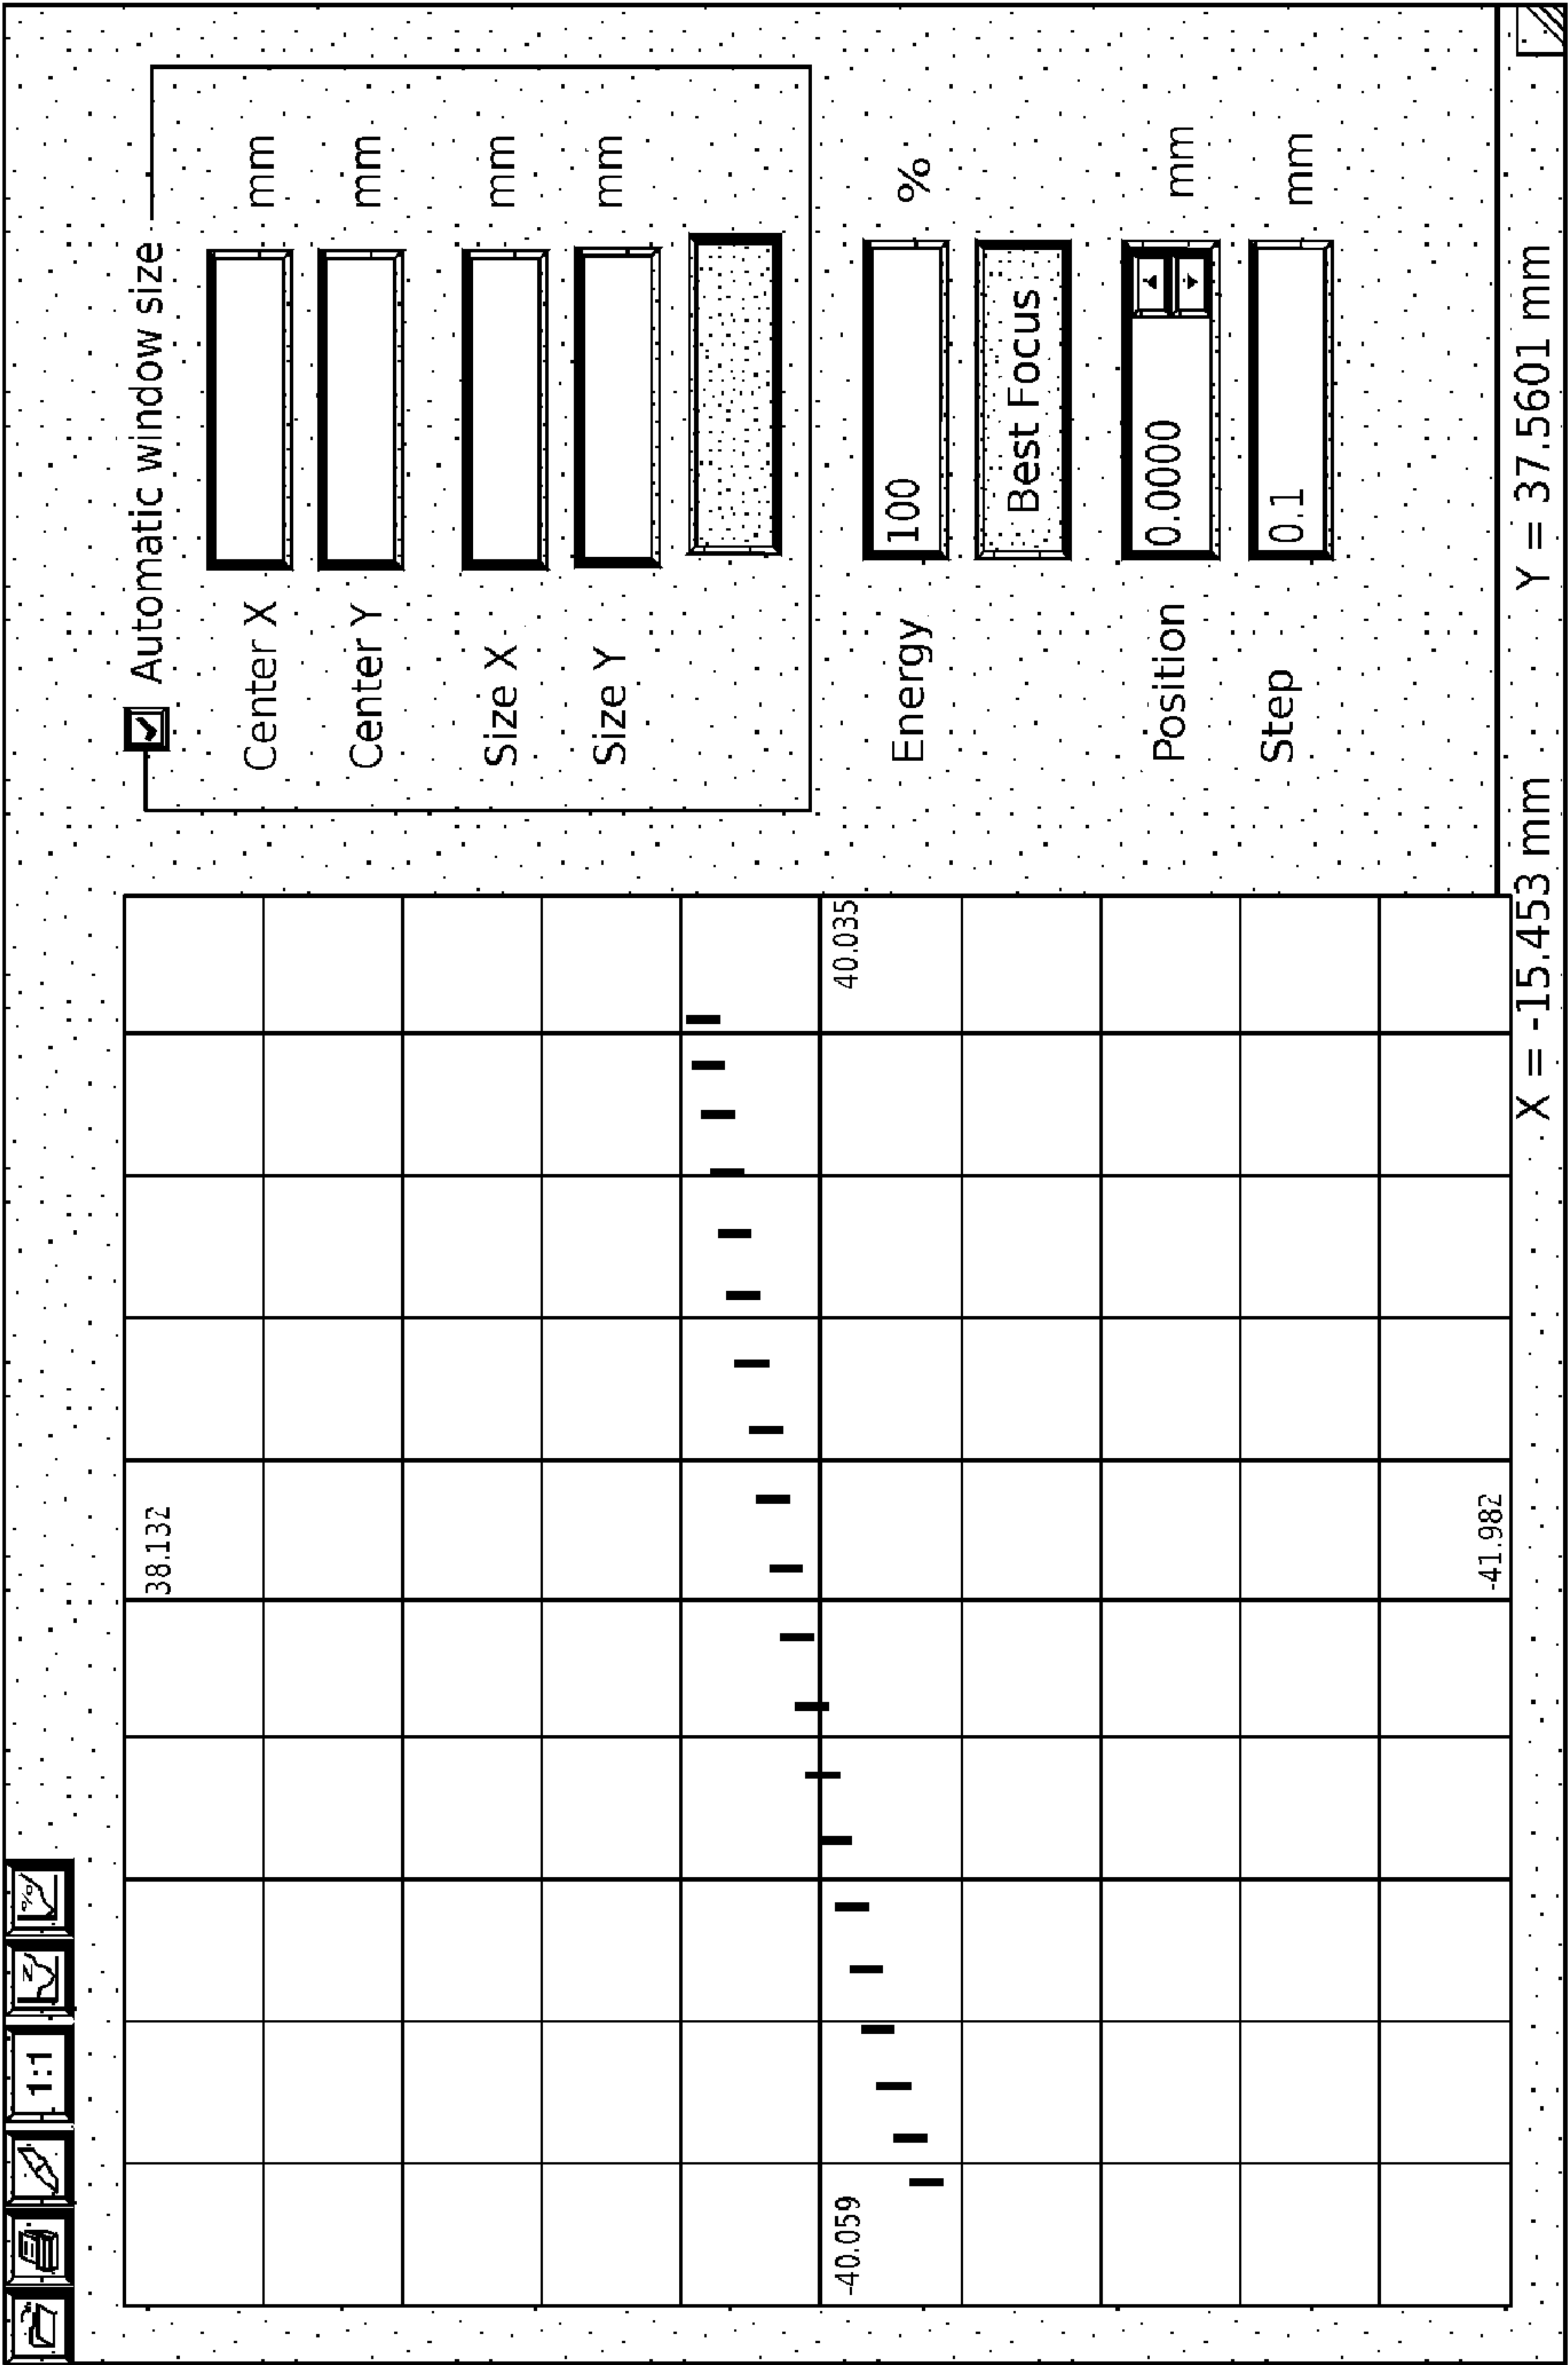 1:1
N
%
38.132
-40.059
40.035
-41.982
Automatic window size
Center X mm
Center Y mm
Size X mm
Size Y mm
Energy 100 %
Best Focus
Position 0.0000 mm
Step 0.1 mm
X = -15.453 mm Y = 37.5601 mm